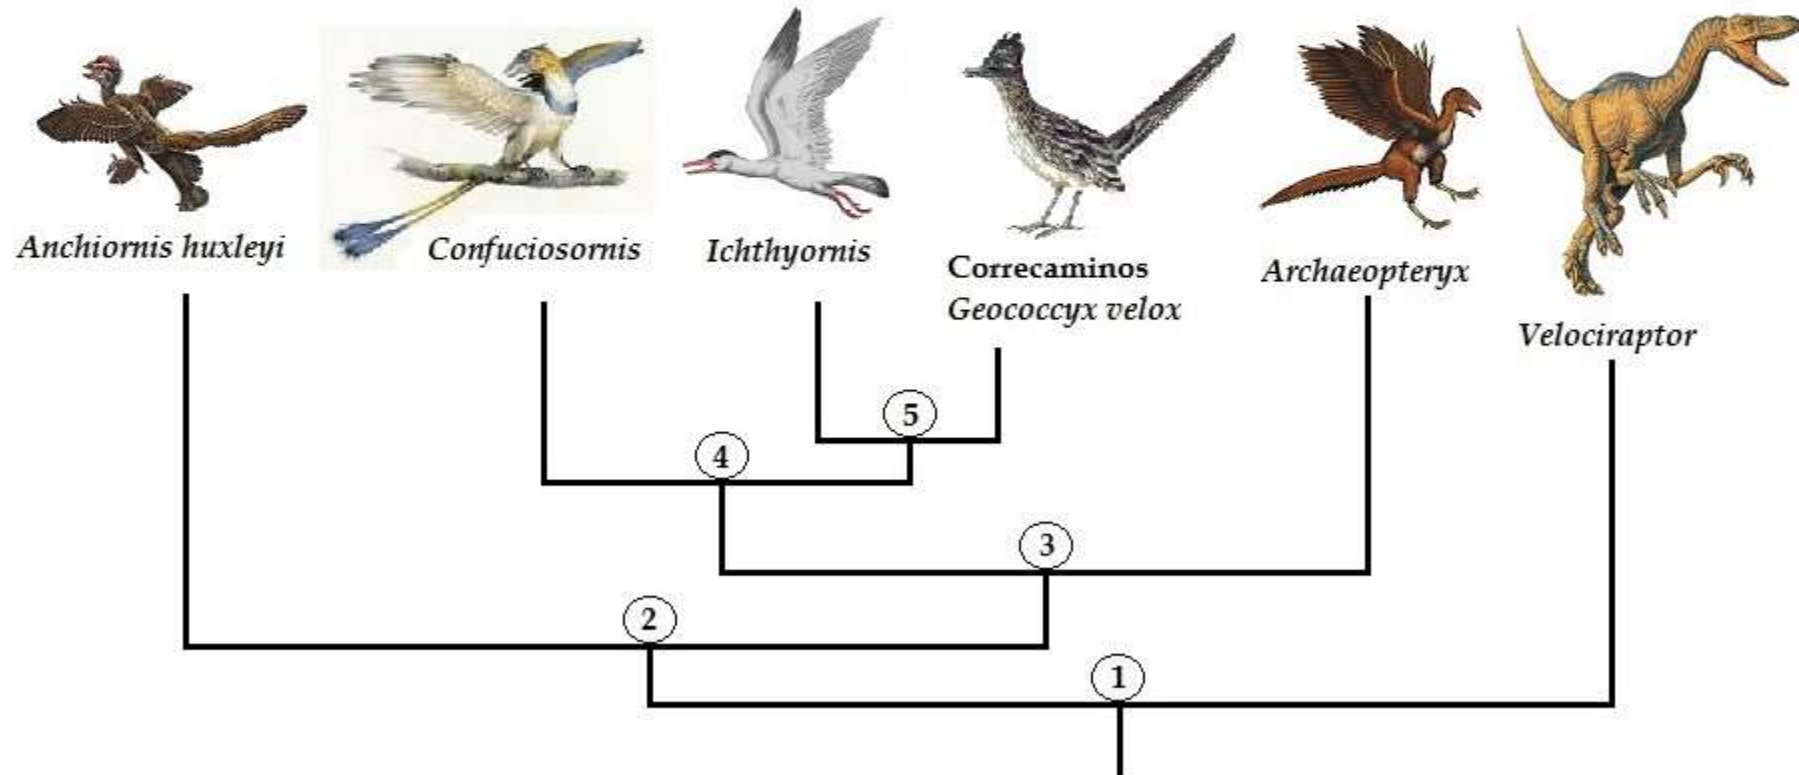 Anchiornis huxleyi
Confuciosornis
Ichthyornis
Correcaminos
Geococcyx velox
Archaeopteryx
Velociraptor
5
4
3
2
1